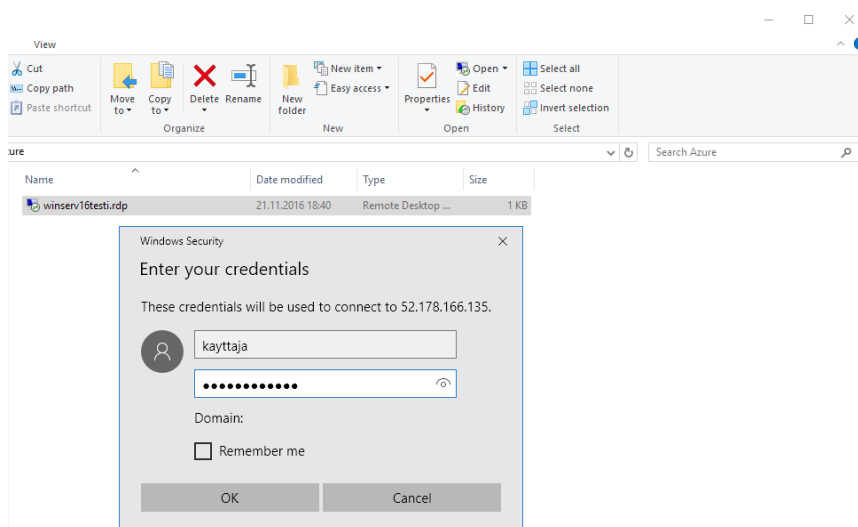 View
Cut
Copy path
Paste shortcut
Move to
Copy to
Delete
Rename
Organize
New folder
New item
Easy access
New
Properties
Open
Edit
History
Open
Select all
Select none
Invert selection
Select
ure
Search Azure
Name Date modified Type Size
winserv16testi.rdp 21.11.2016 18:40 Remote Desktop ... 1 KB
Windows Security
Enter your credentials
These credentials will be used to connect to 52.178.166.135.
kayttaja
••••••••••••
Domain:
Remember me
OK Cancel